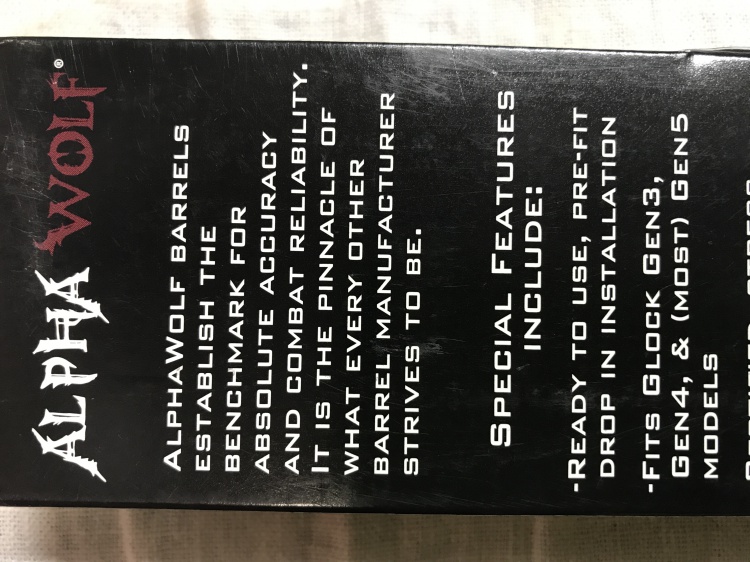 ALPHA WOLF®
ALPHAWOLF BARRELS
ESTABLISH THE
BENCHMARK FOR
ABSOLUTE ACCURACY
AND COMBAT RELIABILITY.
IT IS THE PINNACLE OF
WHAT EVERY OTHER
BARREL MANUFACTURER
STRIVES TO BE.
SPECIAL FEATURES
INCLUDE:
-READY TO USE, PRE-FIT
DROP IN INSTALLATION
-FITS GLOCK GEN3,
GEN4, & (MOST) GEN5
MODELS